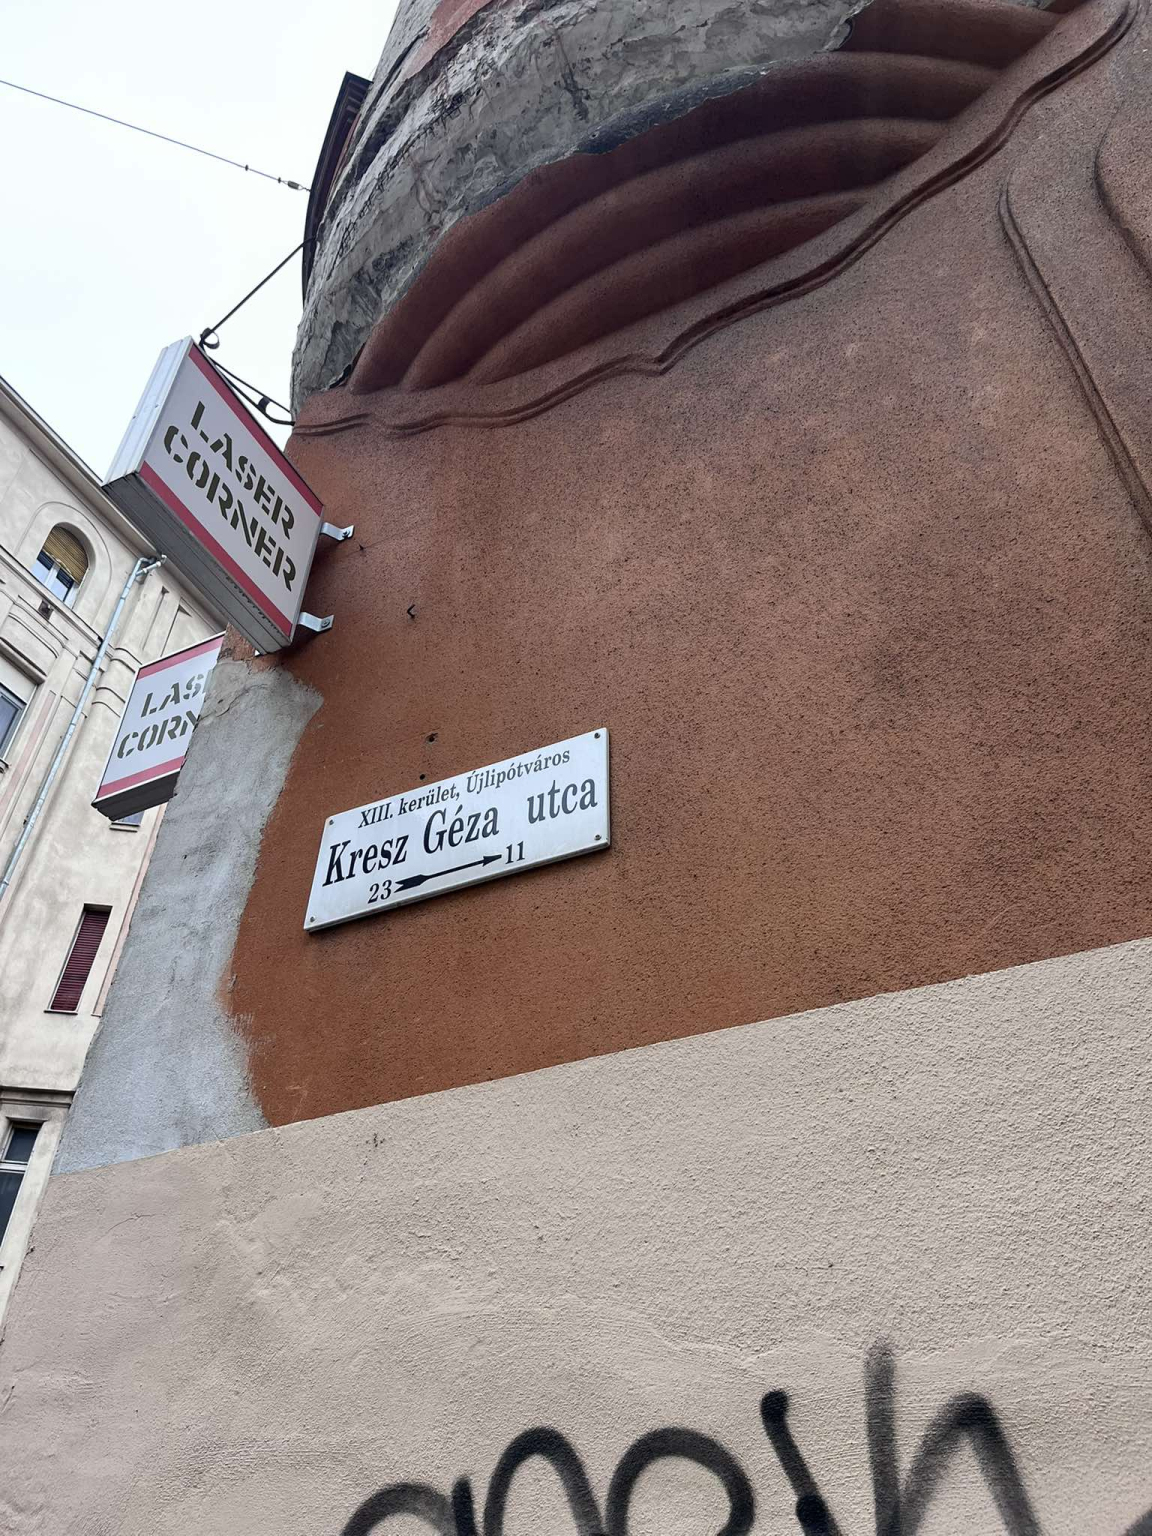 LASER
CORNER
XIII. kerület, Újlipótváros
Kresz Géza utca
23 11